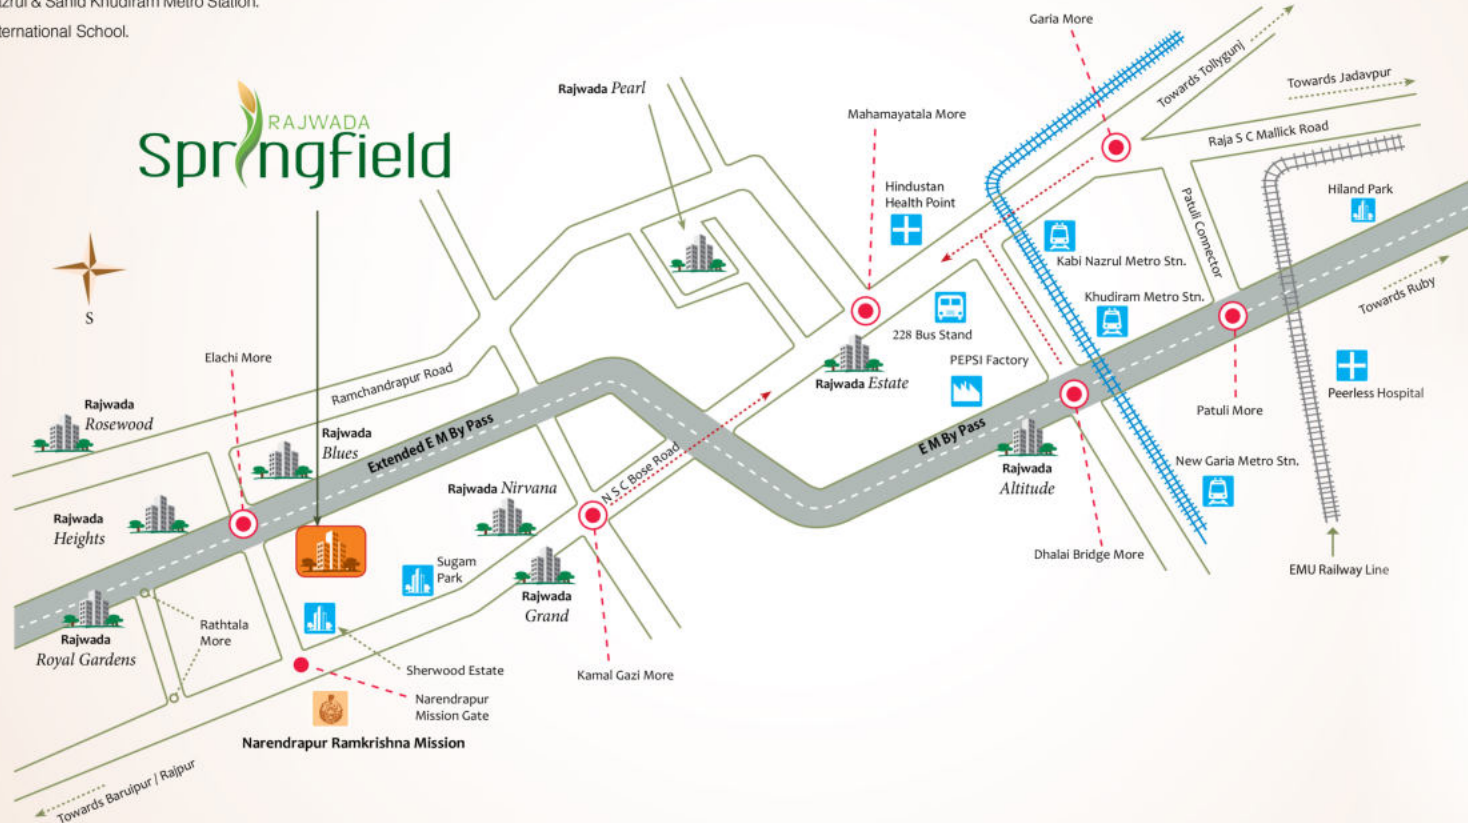 & Sahid Khudiram Metro Station.
International School.
RAJWADA
Springfield
Rajwada Pearl
Garia More
Towards Tollygunj
Towards Jadavpur
Raja S C Mallick Road
Mahamayatala More
Hindustan
Health Point
Patuli Connector
Hiland Park
Kabi Nazrul Metro Stn.
Khudiram Metro Stn.
Towards Ruby
S
228 Bus Stand
PEPSI Factory
Elachi More
Ramchandrapur Road
Rajwada Estate
Peerless Hospital
Patuli More
Rajwada
Rosewood
Rajwada
Blues
Extended E M By Pass
E M By Pass
N S C Bose Road
New Garia Metro Stn.
Rajwada
Altitude
Rajwada Nirvana
Rajwada
Heights
Dhalai Bridge More
EMU Railway Line
Sugam
Park
Rajwada
Grand
Rathtala
More
Rajwada
Royal Gardens
Sherwood Estate
Kamal Gazi More
Narendrapur
Mission Gate
Narendrapur Ramkrishna Mission
Towards Baruipur / Rajpur